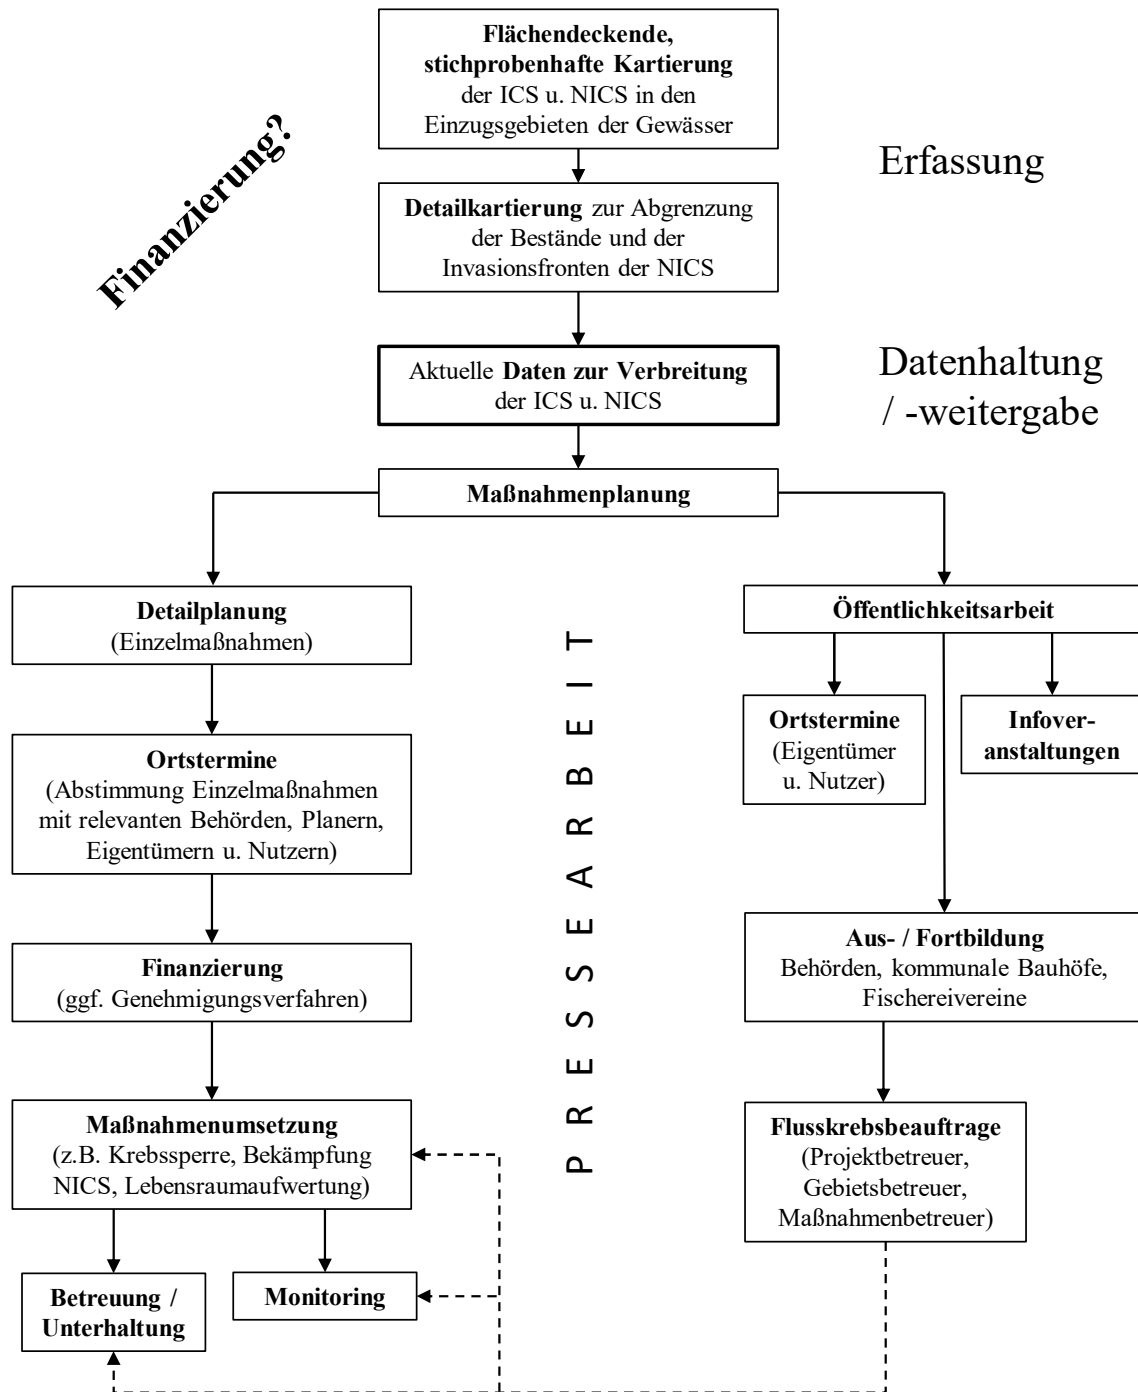 Flächendeckende,
stichprobenhafte Kartierung
der ICS u. NICS in den
Einzugsgebieten der Gewässer
Finanzierung?
Erfassung
Detailkartierung zur Abgrenzung
der Bestände und der
Invasionsfronten der NICS
Datenhaltung
/ -weitergabe
Aktuelle Daten zur Verbreitung
der ICS u. NICS
Maßnahmenplanung
Detailplanung
(Einzelmaßnahmen)
Ortstermine
(Abstimmung Einzelmaßnahmen
mit relevanten Behörden, Planern,
Eigentümern u. Nutzern)
Finanzierung
(ggf. Genehmigungsverfahren)
Maßnahmenumsetzung
(z.B. Krebssperre, Bekämpfung
NICS, Lebensraumaufwertung)
Betreuung /
Unterhaltung
Monitoring
PRESSEARBEIT
Öffentlichkeitsarbeit
Ortstermine
(Eigentümer
u. Nutzer)
Infover-
anstaltungen
Aus- / Fortbildung
Behörden, kommunale Bauhöfe,
Fischereivereine
Flusskrebsbeauftrage
(Projektbetreuer,
Gebietsbetreuer,
Maßnahmenbetreuer)